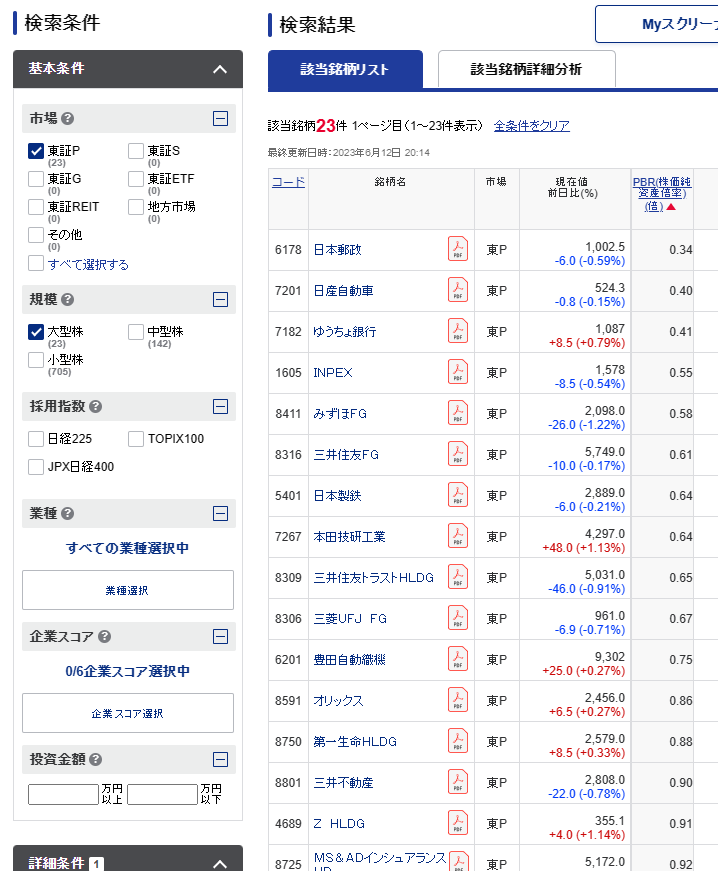 検索条件
基本条件
市場 ?
東証P
(23)
東証S
(0)
東証G
(0)
東証ETF
(0)
東証REIT
(0)
地方市場
(0)
その他
(0)
すべて選択する
規模 ?
大型株
(23)
中型株
(142)
小型株
(705)
採用指数 ?
日経225
TOPIX100
JPX日経400
業種 ?
すべての業種選択中
業種選択
企業スコア ?
0/6企業スコア選択中
企業スコア選択
投資金額 ?
万円
以上
万円
以下
詳細条件 1
検索結果
Myスクリー
該当銘柄リスト
該当銘柄詳細分析
該当銘柄23件 1ページ目(1～23件表示) 全条件をクリア
最終更新日時：2023年6月12日 20:14
コード
銘柄名
市場
現在値
前日比(%)
PBR(株価純
資産倍率)
(倍)▲
6178 日本郵政 PDF 東P 1,002.5 0.34
-6.0 (-0.59%)
7201 日産自動車 PDF 東P 524.3 0.40
-0.8 (-0.15%)
7182 ゆうちょ銀行 PDF 東P 1,087 0.41
+8.5 (+0.79%)
1605 INPEX PDF 東P 1,578 0.55
-8.5 (-0.54%)
8411 みずほFG PDF 東P 2,098.0 0.58
-26.0 (-1.22%)
8316 三井住友FG PDF 東P 5,749.0 0.61
-10.0 (-0.17%)
5401 日本製鉄 PDF 東P 2,889.0 0.64
-6.0 (-0.21%)
7267 本田技研工業 PDF 東P 4,297.0 0.64
+48.0 (+1.13%)
8309 三井住友トラストHLDG PDF 東P 5,031.0 0.65
-46.0 (-0.91%)
8306 三菱UFJ FG PDF 東P 961.0 0.67
-6.9 (-0.71%)
6201 豊田自動織機 PDF 東P 9,302 0.75
+25.0 (+0.27%)
8591 オリックス PDF 東P 2,456.0 0.86
+6.5 (+0.27%)
8750 第一生命HLDG PDF 東P 2,579.0 0.88
+8.5 (+0.33%)
8801 三井不動産 PDF 東P 2,808.0 0.90
-22.0 (-0.78%)
4689 Z HLDG PDF 東P 355.1 0.91
+4.0 (+1.14%)
8725 MS&ADインシュアランス PDF 東P 5,172.0 0.92